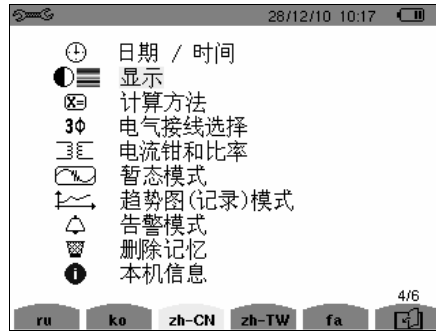 28/12/10 10:17
日期 / 时间
显示
X= 计算方法
3Φ 电气接线选择
电流钳和比率
暂态模式
趋势图(记录)模式
告警模式
删除记忆
i 本机信息
4/6
ru ko zh-CN zh-TW fa